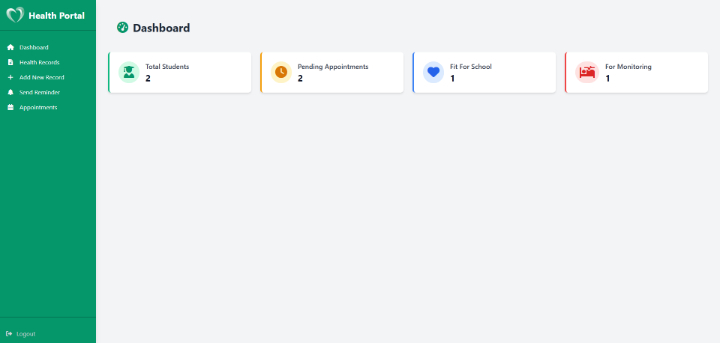 Health Portal
Dashboard
Health Records
Add New Record
Send Reminder
Appointments
Logout
Dashboard
Total Students
2
Pending Appointments
2
Fit For School
1
For Monitoring
1